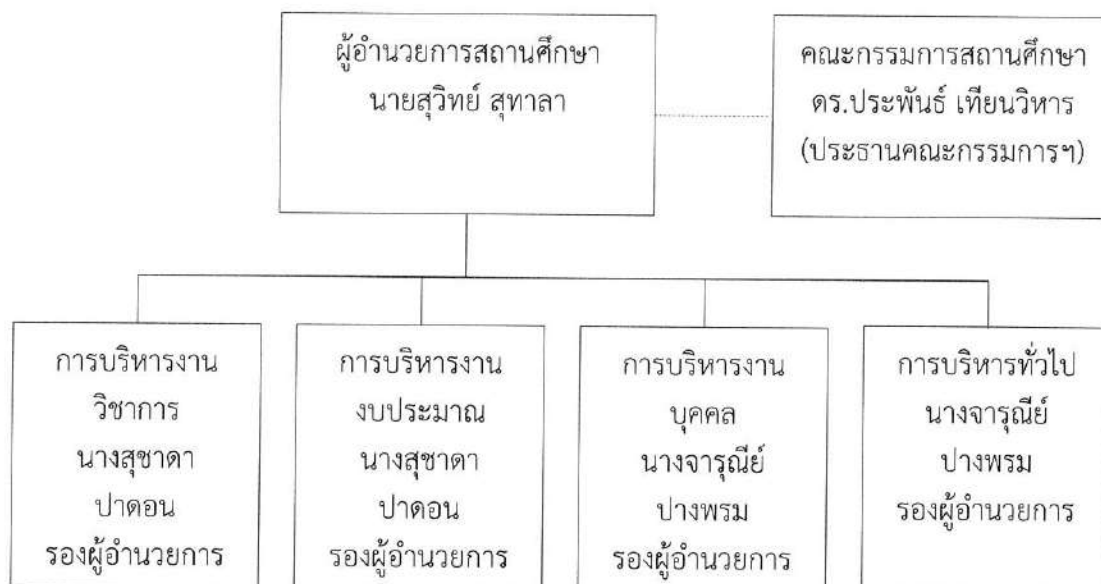 ผู้อำนวยการสถานศึกษา
นายสุวิทย์ สุทาลา
คณะกรรมการสถานศึกษา
ดร.ประพันธ์ เทียนวิหาร
(ประธานคณะกรรมการฯ)
การบริหารงาน
วิชาการ
นางสุชาดา
ปาดอน
รองผู้อำนวยการ
การบริหารงาน
งบประมาณ
นางสุชาดา
ปาดอน
รองผู้อำนวยการ
การบริหารงาน
บุคคล
นางจารุณีย์
ปางพรม
รองผู้อำนวยการ
การบริหารทั่วไป
นางจารุณีย์
ปางพรม
รองผู้อำนวยการ